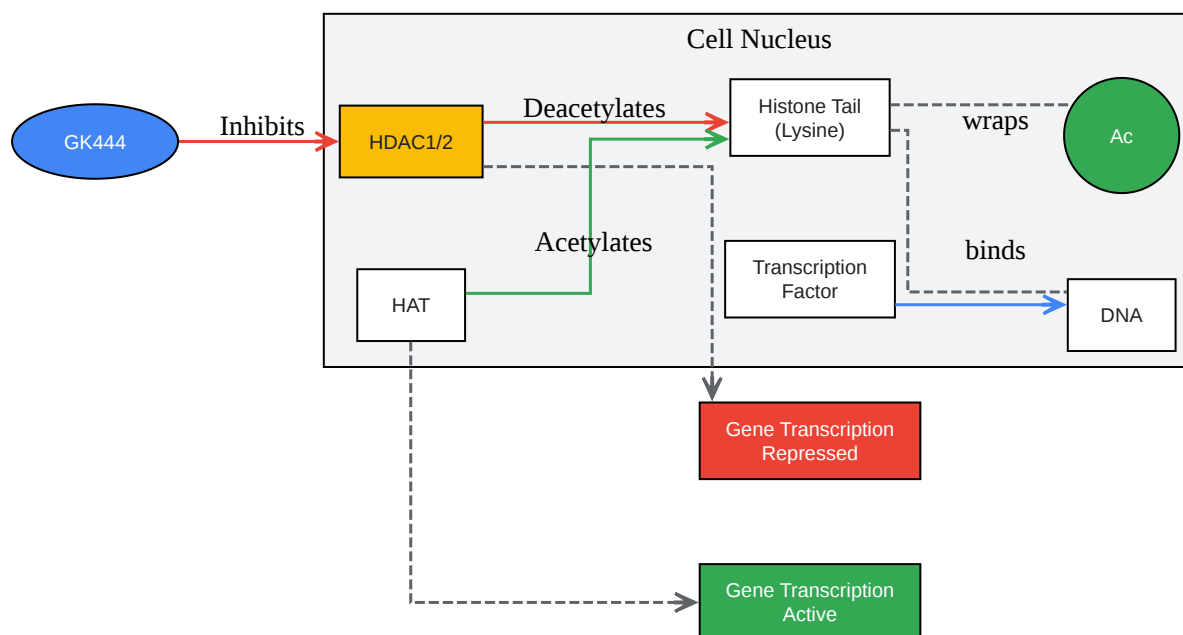 Cell Nucleus
GK444
Inhibits
HDAC1/2
Deacetylates
Histone Tail
(Lysine)
wraps
Ac
Acetylates
HAT
Transcription
Factor
binds
DNA
Gene Transcription
Repressed
Gene Transcription
Active